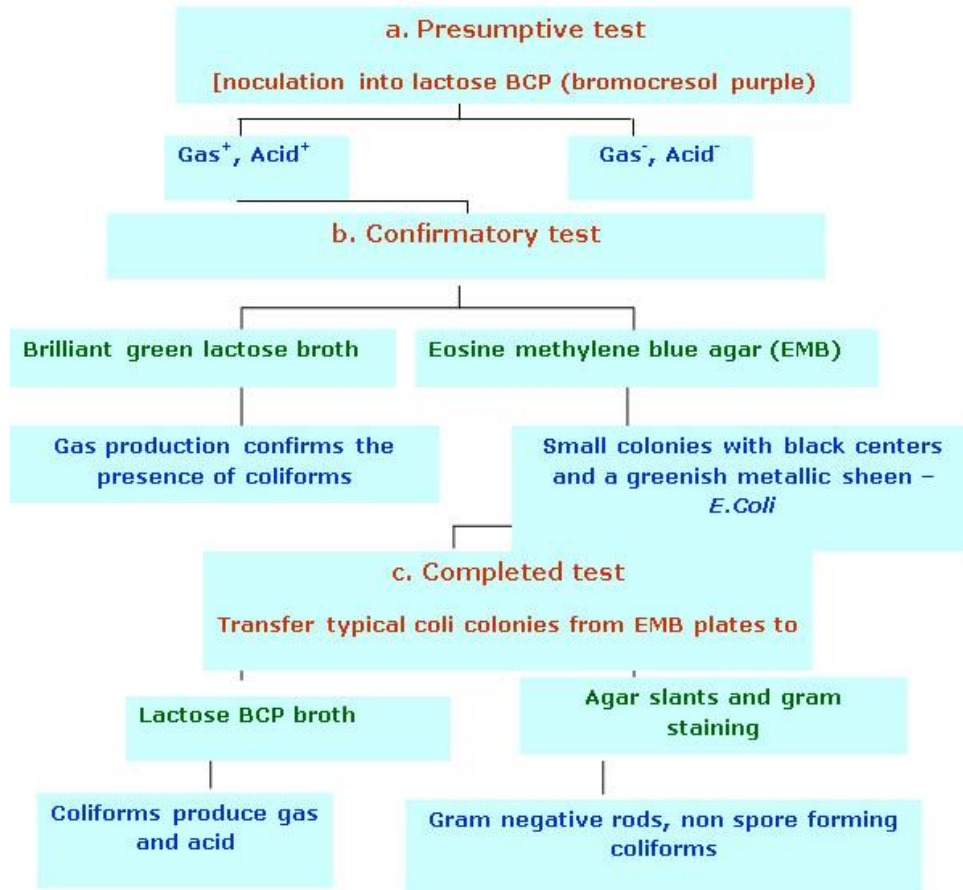 a. Presumptive test
[noculation into lactose BCP (bromocresol purple)
Gas⁺, Acid⁺
Gas⁻, Acid⁻
b. Confirmatory test
Brilliant green lactose broth
Eosine methylene blue agar (EMB)
Gas production confirms the
presence of coliforms
Small colonies with black centers
and a greenish metallic sheen –
E.Coli
c. Completed test
Transfer typical coli colonies from EMB plates to
Lactose BCP broth
Agar slants and gram
staining
Coliforms produce gas
and acid
Gram negative rods, non spore forming
coliforms